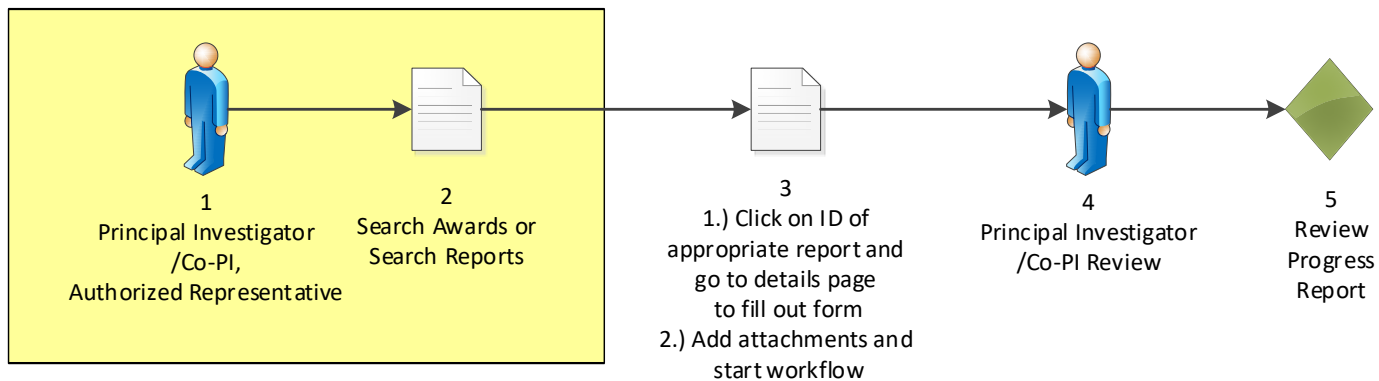 1
Principal Investigator
/Co-PI,
Authorized Representative
2
Search Awards or
Search Reports
3
1.) Click on ID of
appropriate report and
go to details page
to fill out form
2.) Add attachments and
start workflow
4
Principal Investigator
/Co-PI Review
5
Review
Progress
Report